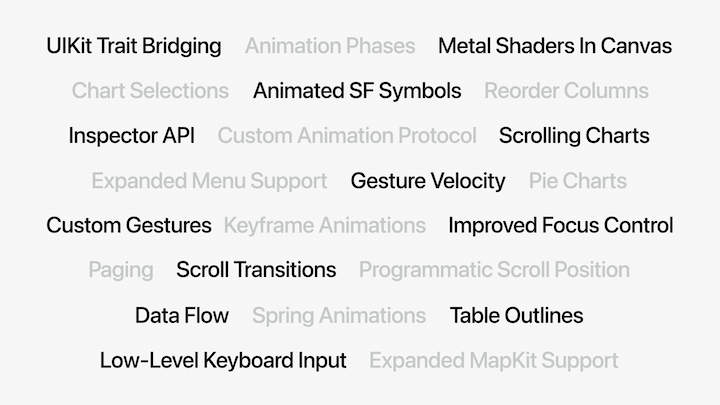 UIKit Trait Bridging Animation Phases Metal Shaders In Canvas
Chart Selections Animated SF Symbols Reorder Columns
Inspector API Custom Animation Protocol Scrolling Charts
Expanded Menu Support Gesture Velocity Pie Charts
Custom Gestures Keyframe Animations Improved Focus Control
Paging Scroll Transitions Programmatic Scroll Position
Data Flow Spring Animations Table Outlines
Low-Level Keyboard Input Expanded MapKit Support